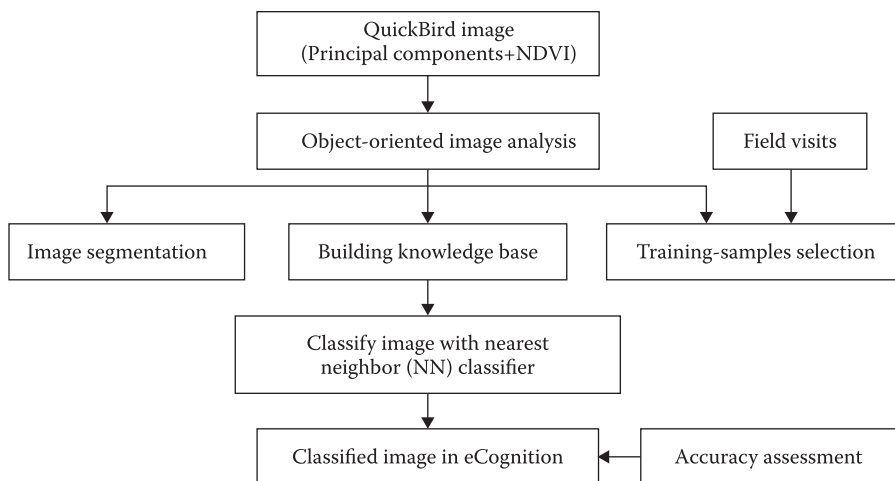 QuickBird image
(Principal components+NDVI)
Object-oriented image analysis
Field visits
Image segmentation
Building knowledge base
Training-samples selection
Classify image with nearest
neighbor (NN) classifier
Classified image in eCognition
Accuracy assessment